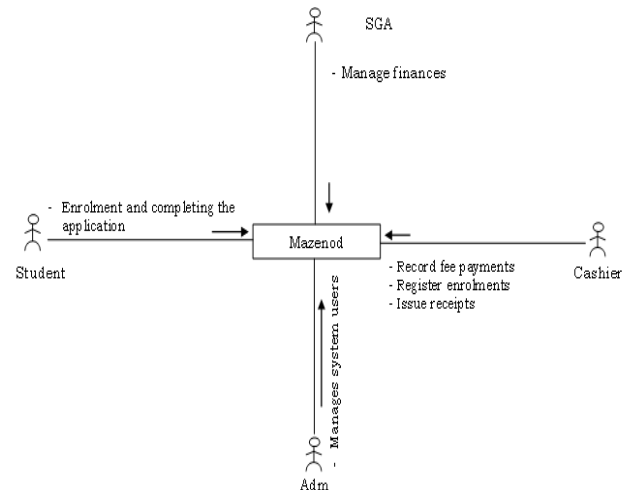 SGA
- Manage finances
- Enrolment and completing the
application
Student
Mazenod
- Record fee payments
- Register enrolments
- Issue receipts
Cashier
- Manages system users
Adm